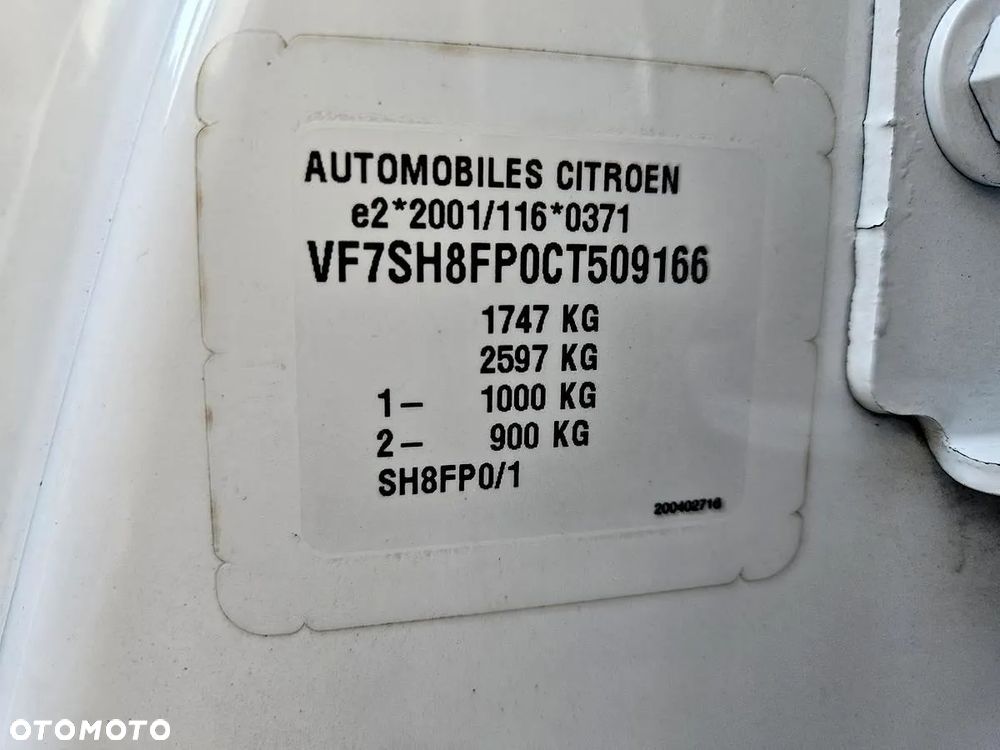 AUTOMOBILES CITROEN
e2*2001/116*0371
VF7SH8FP0CT509166
1747 KG
2597 KG
1– 1000 KG
2– 900 KG
SH8FP0/1
200402716
OTOMOTO